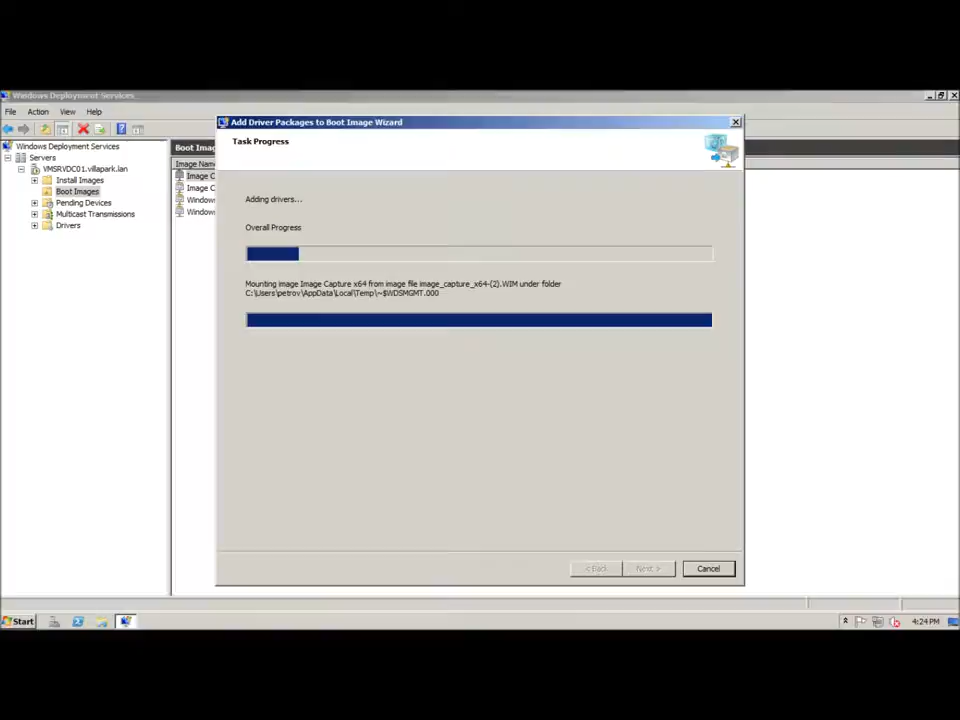 Windows Deployment Services
File Action View Help
Windows Deployment Services
Servers
VMSRVDC01.villapark.lan
Install Images
Boot Images
Pending Devices
Multicast Transmissions
Drivers
Boot Imag
Image Name
Image C
Image C
Windows
Windows
Add Driver Packages to Boot Image Wizard
Task Progress
Adding drivers...
Overall Progress
Mounting image Image Capture x64 from image file image_capture_x64-(2).WIM under folder
C:\Users\petrov\AppData\Local\Temp\~$WDSMGMT.000
< Back Next > Cancel
Start
4:24 PM